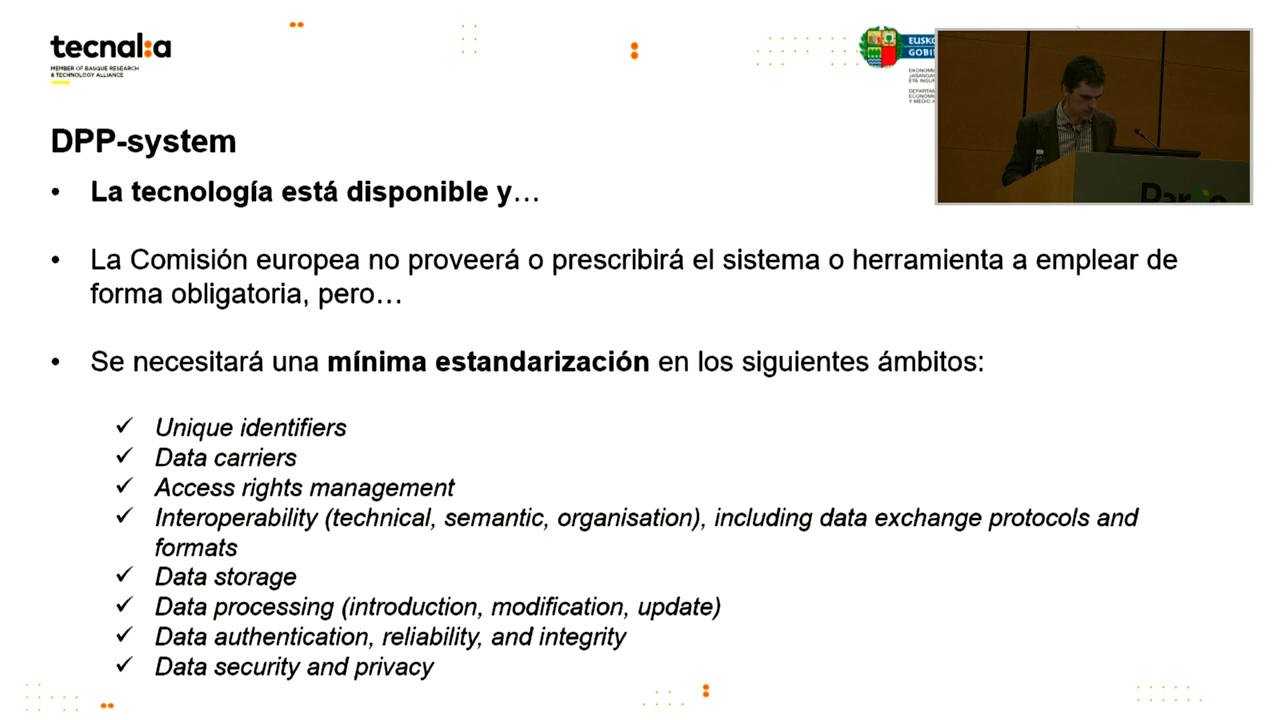 tecnal:a
MEMBER OF BASQUE RESEARCH
& TECHNOLOGY ALLIANCE
EUSK
GOBI
DPP-system
• La tecnología está disponible y…
• La Comisión europea no proveerá o prescribirá el sistema o herramienta a emplear de
forma obligatoria, pero…
• Se necesitará una mínima estandarización en los siguientes ámbitos:
✓ Unique identifiers
✓ Data carriers
✓ Access rights management
✓ Interoperability (technical, semantic, organisation), including data exchange protocols and
formats
✓ Data storage
✓ Data processing (introduction, modification, update)
✓ Data authentication, reliability, and integrity
✓ Data security and privacy